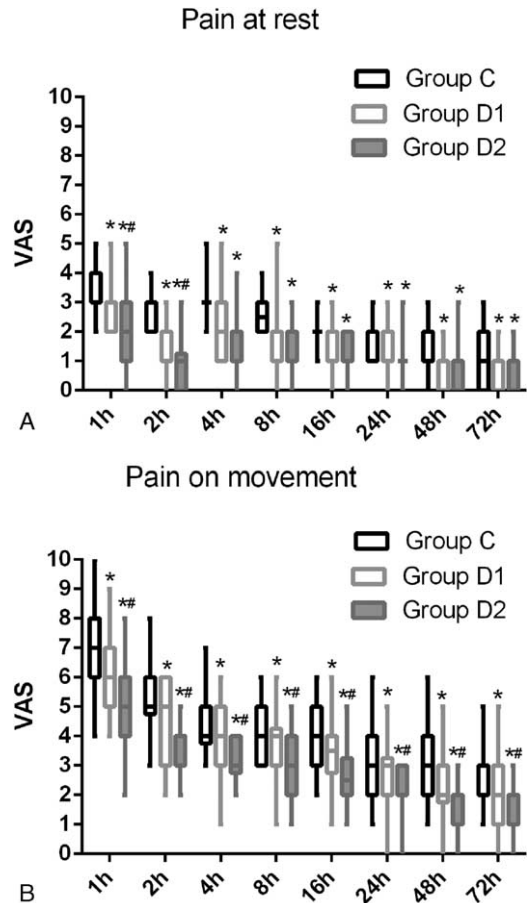 Pain at rest
Group C
Group D1
Group D2
10
9
8
7
6
5
4
3
2
1
0
VAS
* *#
* *#
* *
* *
* *
* *
* *
* *
1h 2h 4h 8h 16h 24h 48h 72h
A
Pain on movement
Group C
Group D1
Group D2
10
9
8
7
6
5
4
3
2
1
0
VAS
* *#
* *#
* *#
* *#
* *#
* *#
* *#
* *#
1h 2h 4h 8h 16h 24h 48h 72h
B